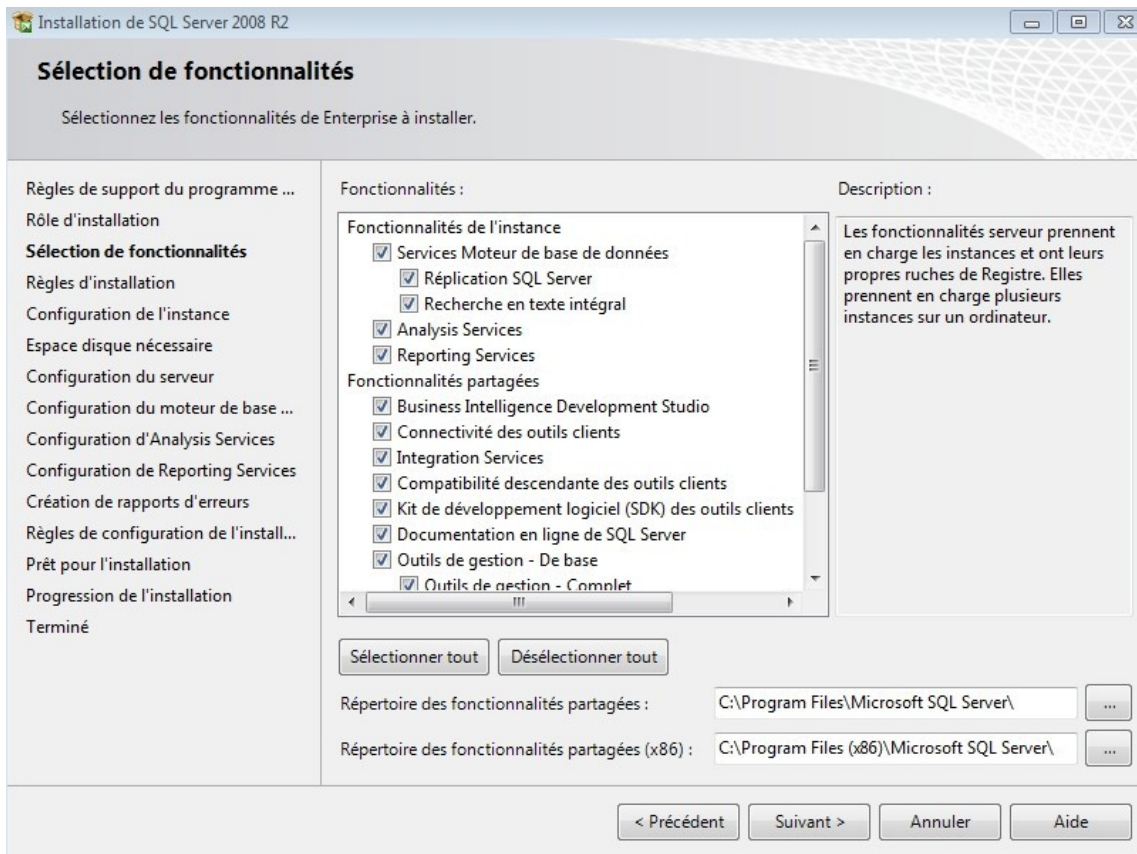 Installation de SQL Server 2008 R2
Sélection de fonctionnalités
Sélectionnez les fonctionnalités de Enterprise à installer.
Règles de support du programme ...
Rôle d'installation
Sélection de fonctionnalités
Règles d'installation
Configuration de l'instance
Espace disque nécessaire
Configuration du serveur
Configuration du moteur de base ...
Configuration d'Analysis Services
Configuration de Reporting Services
Création de rapports d'erreurs
Règles de configuration de l'install...
Prêt pour l'installation
Progression de l'installation
Terminé
Fonctionnalités :
Fonctionnalités de l'instance
Services Moteur de base de données
Réplication SQL Server
Recherche en texte intégral
Analysis Services
Reporting Services
Fonctionnalités partagées
Business Intelligence Development Studio
Connectivité des outils clients
Integration Services
Compatibilité descendante des outils clients
Kit de développement logiciel (SDK) des outils clients
Documentation en ligne de SQL Server
Outils de gestion - De base
Outils de gestion - Complet
Description :
Les fonctionnalités serveur prennent
en charge les instances et ont leurs
propres ruches de Registre. Elles
prennent en charge plusieurs
instances sur un ordinateur.
Sélectionner tout
Désélectionner tout
Répertoire des fonctionnalités partagées :
C:\Program Files\Microsoft SQL Server\
...
Répertoire des fonctionnalités partagées (x86) :
C:\Program Files (x86)\Microsoft SQL Server\
...
< Précédent
Suivant >
Annuler
Aide